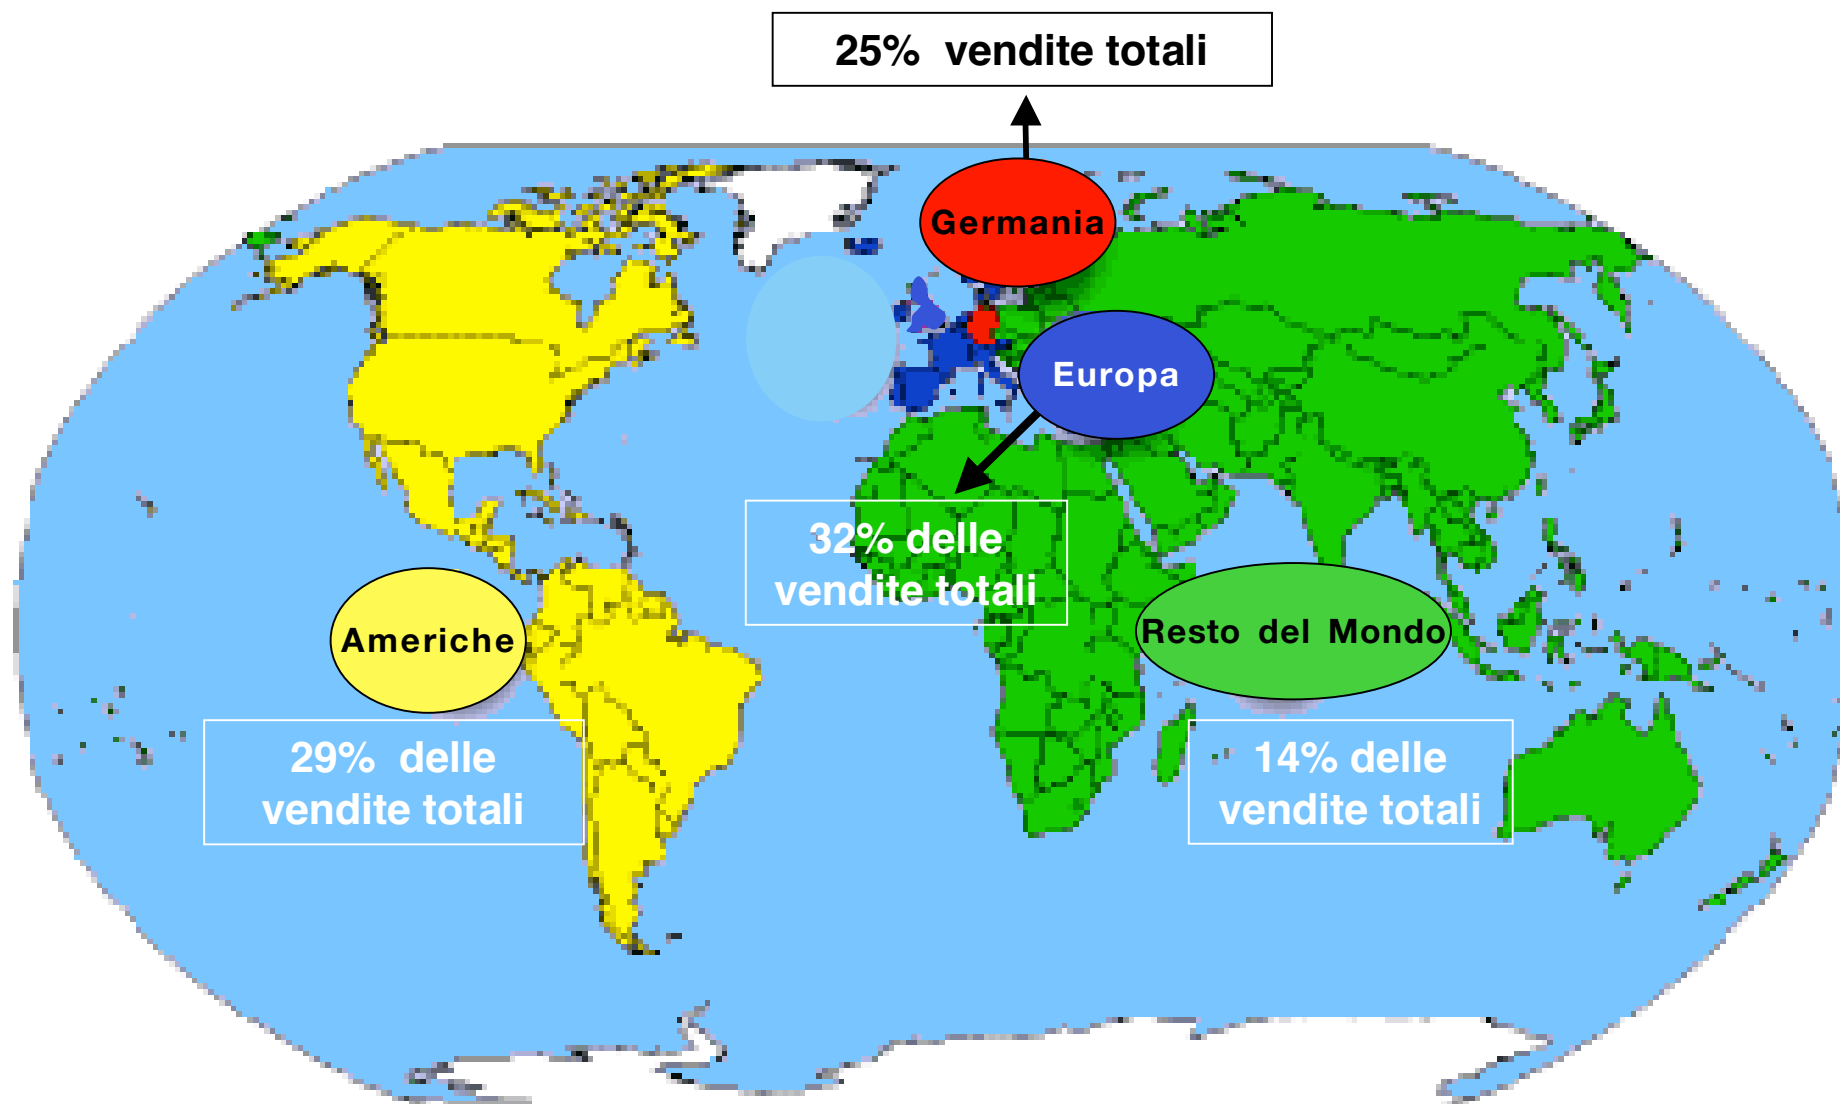 25% vendite totali
Germania
Europa
32% delle
vendite totali
Americhe
Resto del Mondo
29% delle
vendite totali
14% delle
vendite totali